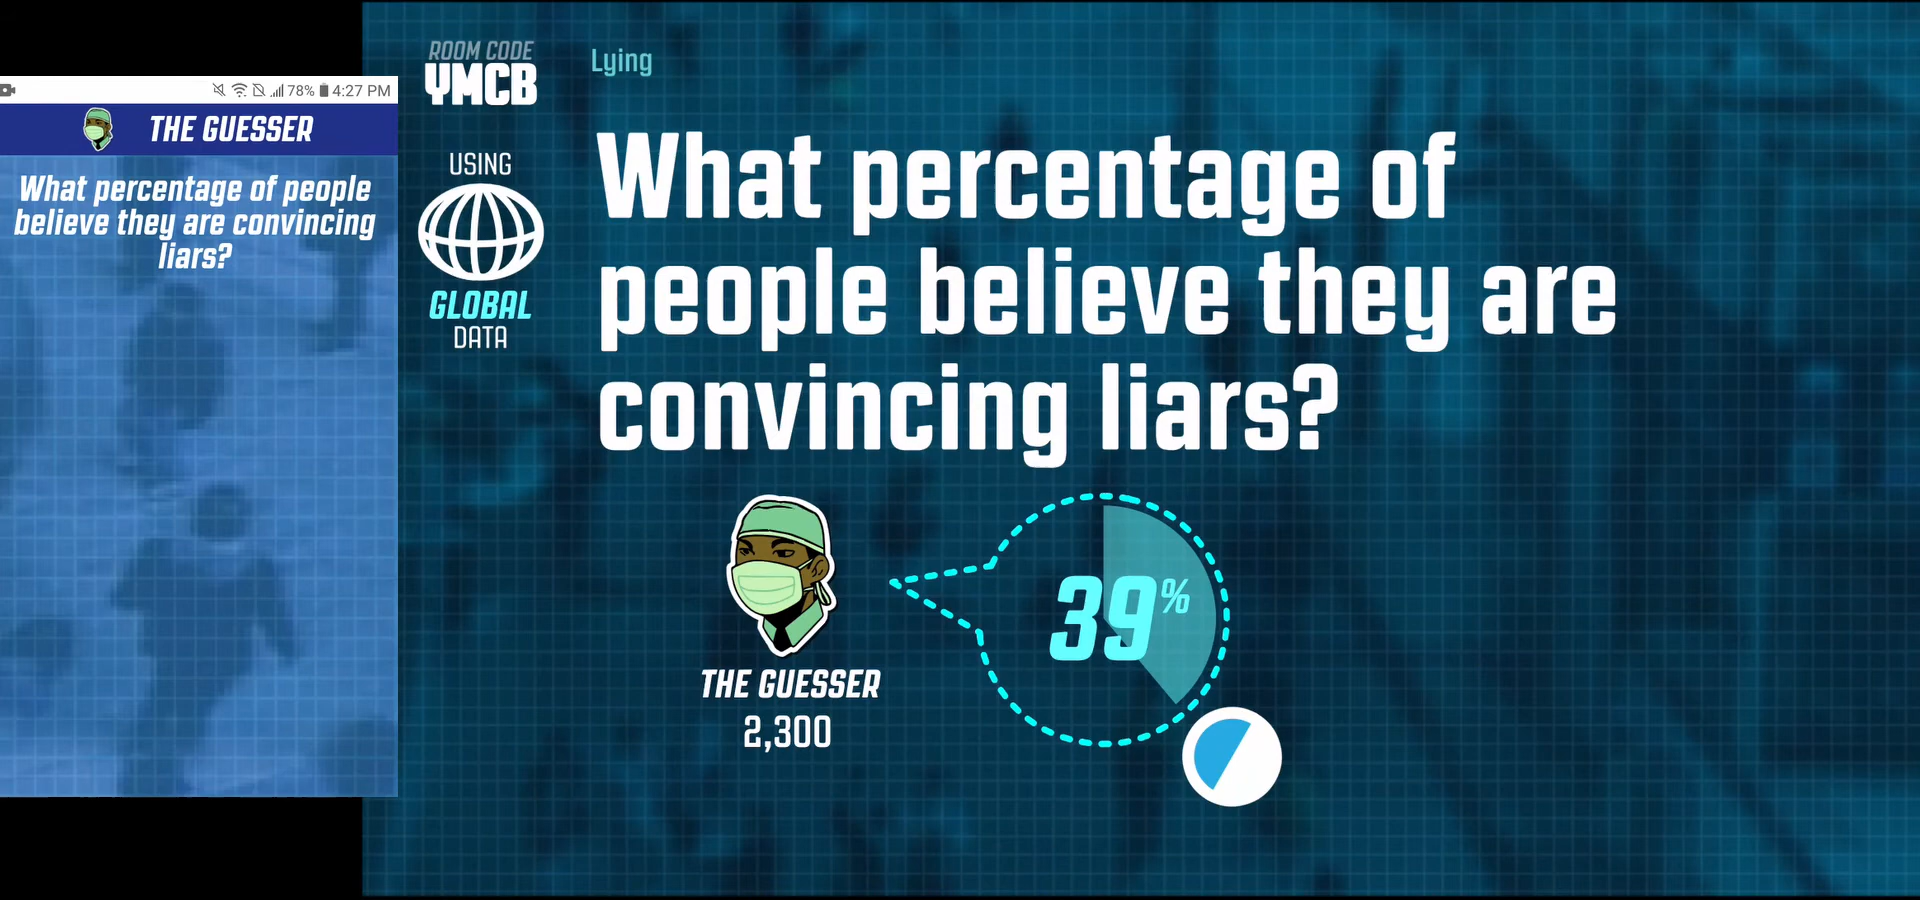 78% 4:27 PM
THE GUESSER
What percentage of people
believe they are convincing
liars?
ROOM CODE
YMCB
USING
GLOBAL
DATA
Lying
What percentage of
people believe they are
convincing liars?
39%
THE GUESSER
2,300